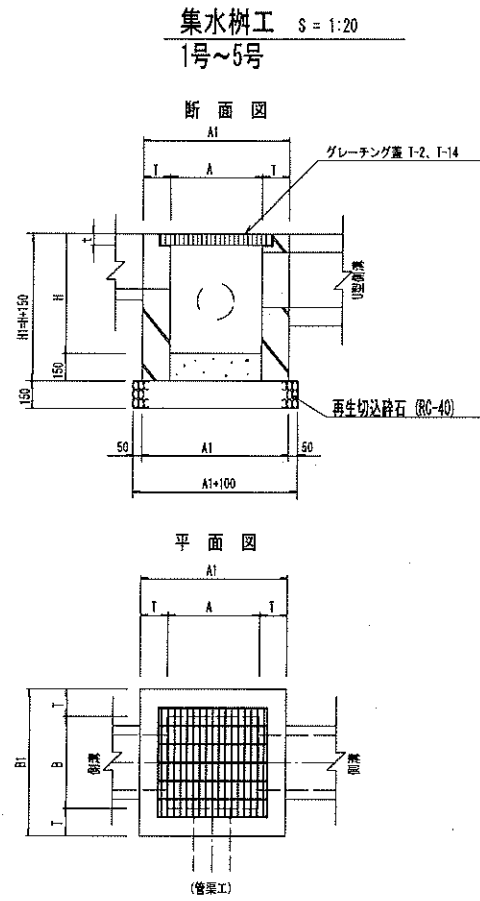 集水桝工 S = 1:20
1号～5号
断面図
A1
T A T
グレーチング蓋 T-2、T-14
t
H1=H+150
H
U型側溝
150
150
再生切込砕石 (RC-40)
50 A1 50
A1+100
平面図
A1
T A T
B1
T
B
T
側溝
側溝
(管渠工)